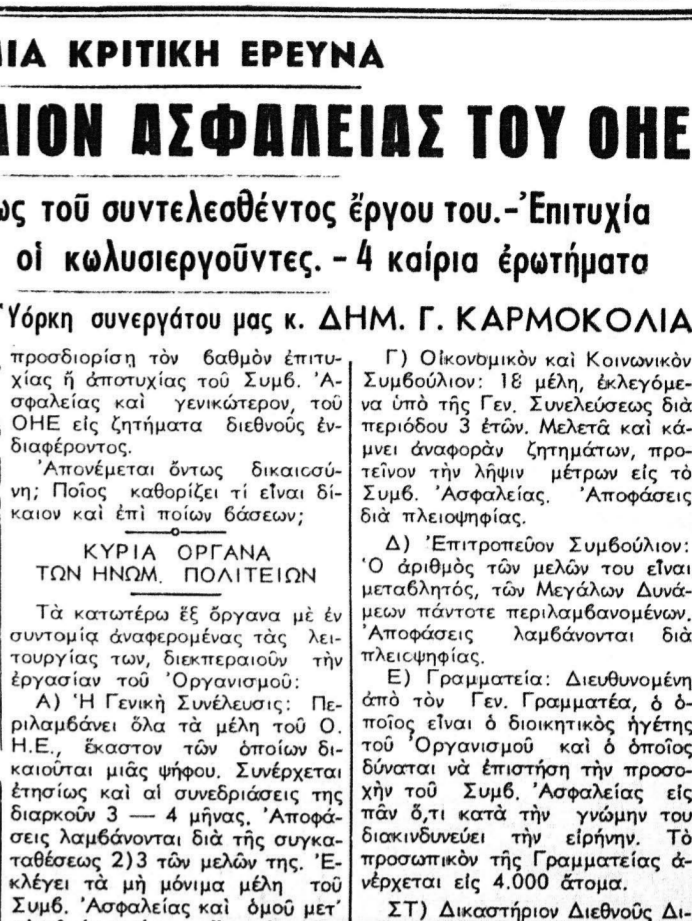 ΜΙΑ ΚΡΙΤΙΚΗ ΕΡΕΥΝΑ
ΑΣΦΑΛΕΙΑΣ ΤΟΥ ΟΗΕ
τοῦ συντελεσθέντος ἔργου του.-Ἐπιτυχία
οἱ κωλυσιεργοῦντες. - 4 καίρια ἐρωτήματα
Ὑόρκη συνεργάτου μας κ. ΔΗΜ. Γ. ΚΑΡΜΟΚΟΛΙΑ
προσδιορίση τὸν βαθμὸν ἐπιτυ-
χίας ἤ ἀποτυχίας τοῦ Συμβ. Ἀ-
σφαλείας καὶ γενικώτερον, τοῦ
ΟΗΕ εἰς ζητήματα διεθνοῦς ἐν-
διαφέροντος.
Ἀπονέμεται ὄντως δικαιοσύ-
νη; Ποῖος καθορίζει τί εἶναι δί-
καιον καὶ ἐπὶ ποίων βάσεων;
ΚΥΡΙΑ ΟΡΓΑΝΑ
ΤΩΝ ΗΝΩΜ. ΠΟΛΙΤΕΙΩΝ
Τὰ κατωτέρω ἕξ ὄργανα μὲ ἐν
συντομίᾳ ἀναφερομένας τὰς λει-
τουργίας των, διεκπεραιοῦν τὴν
ἐργασίαν τοῦ Ὀργανισμοῦ:
Α) Ἡ Γενικὴ Συνέλευσις: Πε-
ριλαμβάνει ὅλα τὰ μέλη τοῦ Ο.
Η.Ε., ἕκαστον τῶν ὁποίων δι-
καιοῦται μιᾶς ψήφου. Συνέρχεται
ἐτησίως καὶ αἱ συνεδριάσεις της
διαρκοῦν 3 — 4 μῆνας. Ἀποφά-
σεις λαμβάνονται διὰ τῆς συγκα-
ταθέσεως 2)3 τῶν μελῶν της. Ἐ-
κλέγει τὰ μὴ μόνιμα μέλη τοῦ
Συμβ. Ἀσφαλείας καὶ ὁμοῦ μετ'
Γ) Οἰκονομικὸν καὶ Κοινωνικὸν
Συμβούλιον: 18 μέλη, ἐκλεγόμε-
να ὑπὸ τῆς Γεν. Συνελεύσεως διὰ
περιόδου 3 ἐτῶν. Μελετᾶ καὶ κά-
μνει ἀναφορὰν ζητημάτων, προ-
τεῖνον τὴν λῆψιν μέτρων εἰς τὸ
Συμβ. Ἀσφαλείας. Ἀποφάσεις
διὰ πλειοψηφίας.
Δ) Ἐπιτροπεῦον Συμβούλιον:
Ὁ ἀριθμὸς τῶν μελῶν του εἶναι
μεταβλητός, τῶν Μεγάλων Δυνά-
μεων πάντοτε περιλαμβανομένων.
Ἀποφάσεις λαμβάνονται διὰ
πλειοψηφίας.
Ε) Γραμματεία: Διευθυνομένη
ἀπὸ τὸν Γεν. Γραμματέα, ὁ ὁ-
ποῖος εἶναι ὁ διοικητικὸς ἡγέτης
τοῦ Ὀργανισμοῦ καὶ ὁ ὁποῖος
δύναται νὰ ἐπιστήση τὴν προσο-
χὴν τοῦ Συμβ. Ἀσφαλείας εἰς
πᾶν ὅ,τι κατὰ τὴν γνώμην του
διακινδυνεύει τὴν εἰρήνην. Τὸ
προσωπικὸν τῆς Γραμματείας ἀ-
νέρχεται εἰς 4.000 ἄτομα.
ΣΤ) Δικαστήριον Διεθνοῦς Δι-